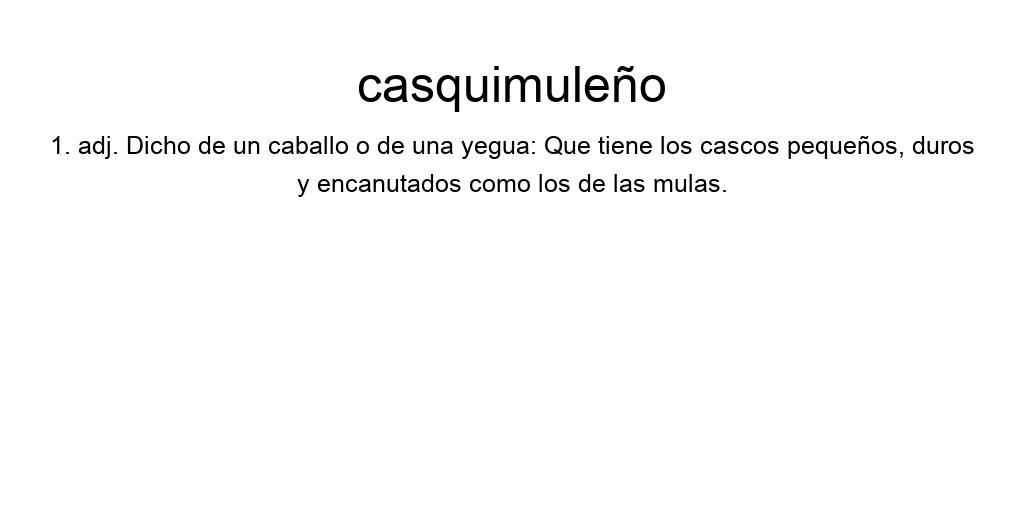 casquimuleño
1. adj. Dicho de un caballo o de una yegua: Que tiene los cascos pequeños, duros
y encanutados como los de las mulas.